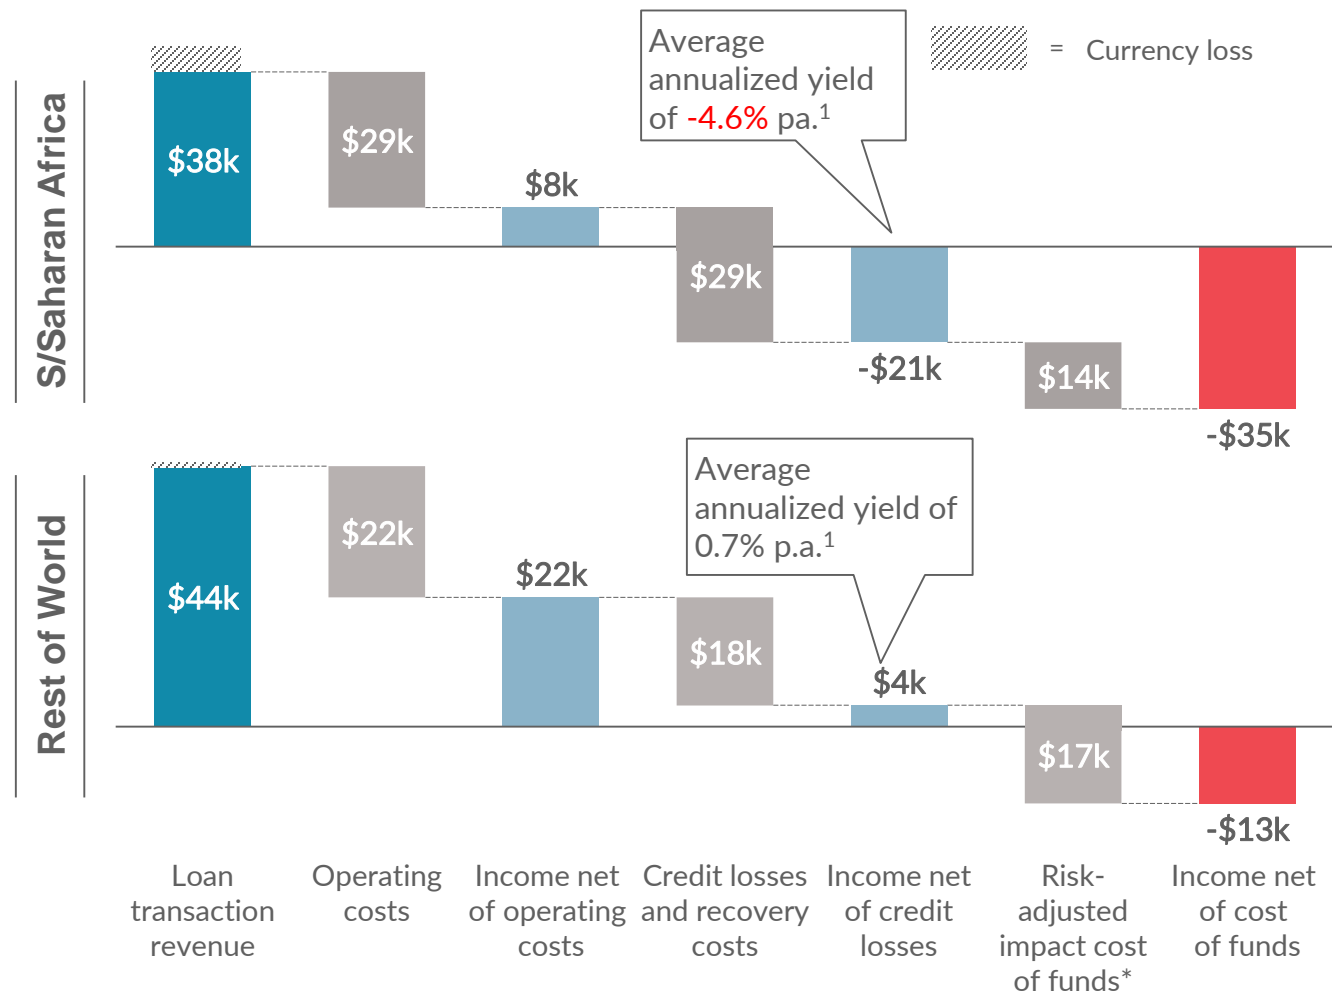 Average
annualized yield
of -4.6% pa.¹
= Currency loss
S/Saharan Africa
$38k
$29k
$8k
$29k
-$21k
$14k
-$35k
Average
annualized yield of
0.7% p.a.¹
Rest of World
$44k
$22k
$22k
$18k
$4k
$17k
-$13k
Loan
transaction
revenue
Operating
costs
Income net
of operating
costs
Credit losses
and recovery
costs
Income net
of credit
losses
Risk-
adjusted
impact cost
of funds*
Income net
of cost
of funds